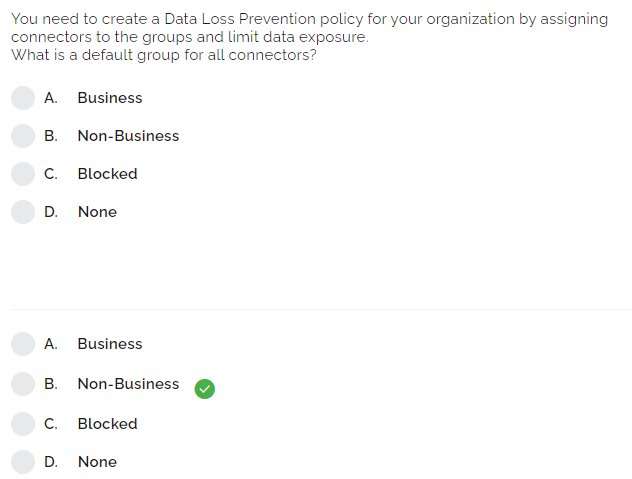 You need to create a Data Loss Prevention policy for your organization by assigning
connectors to the groups and limit data exposure.
What is a default group for all connectors?
A. Business
B. Non-Business
C. Blocked
D. None
A. Business
B. Non-Business
C. Blocked
D. None